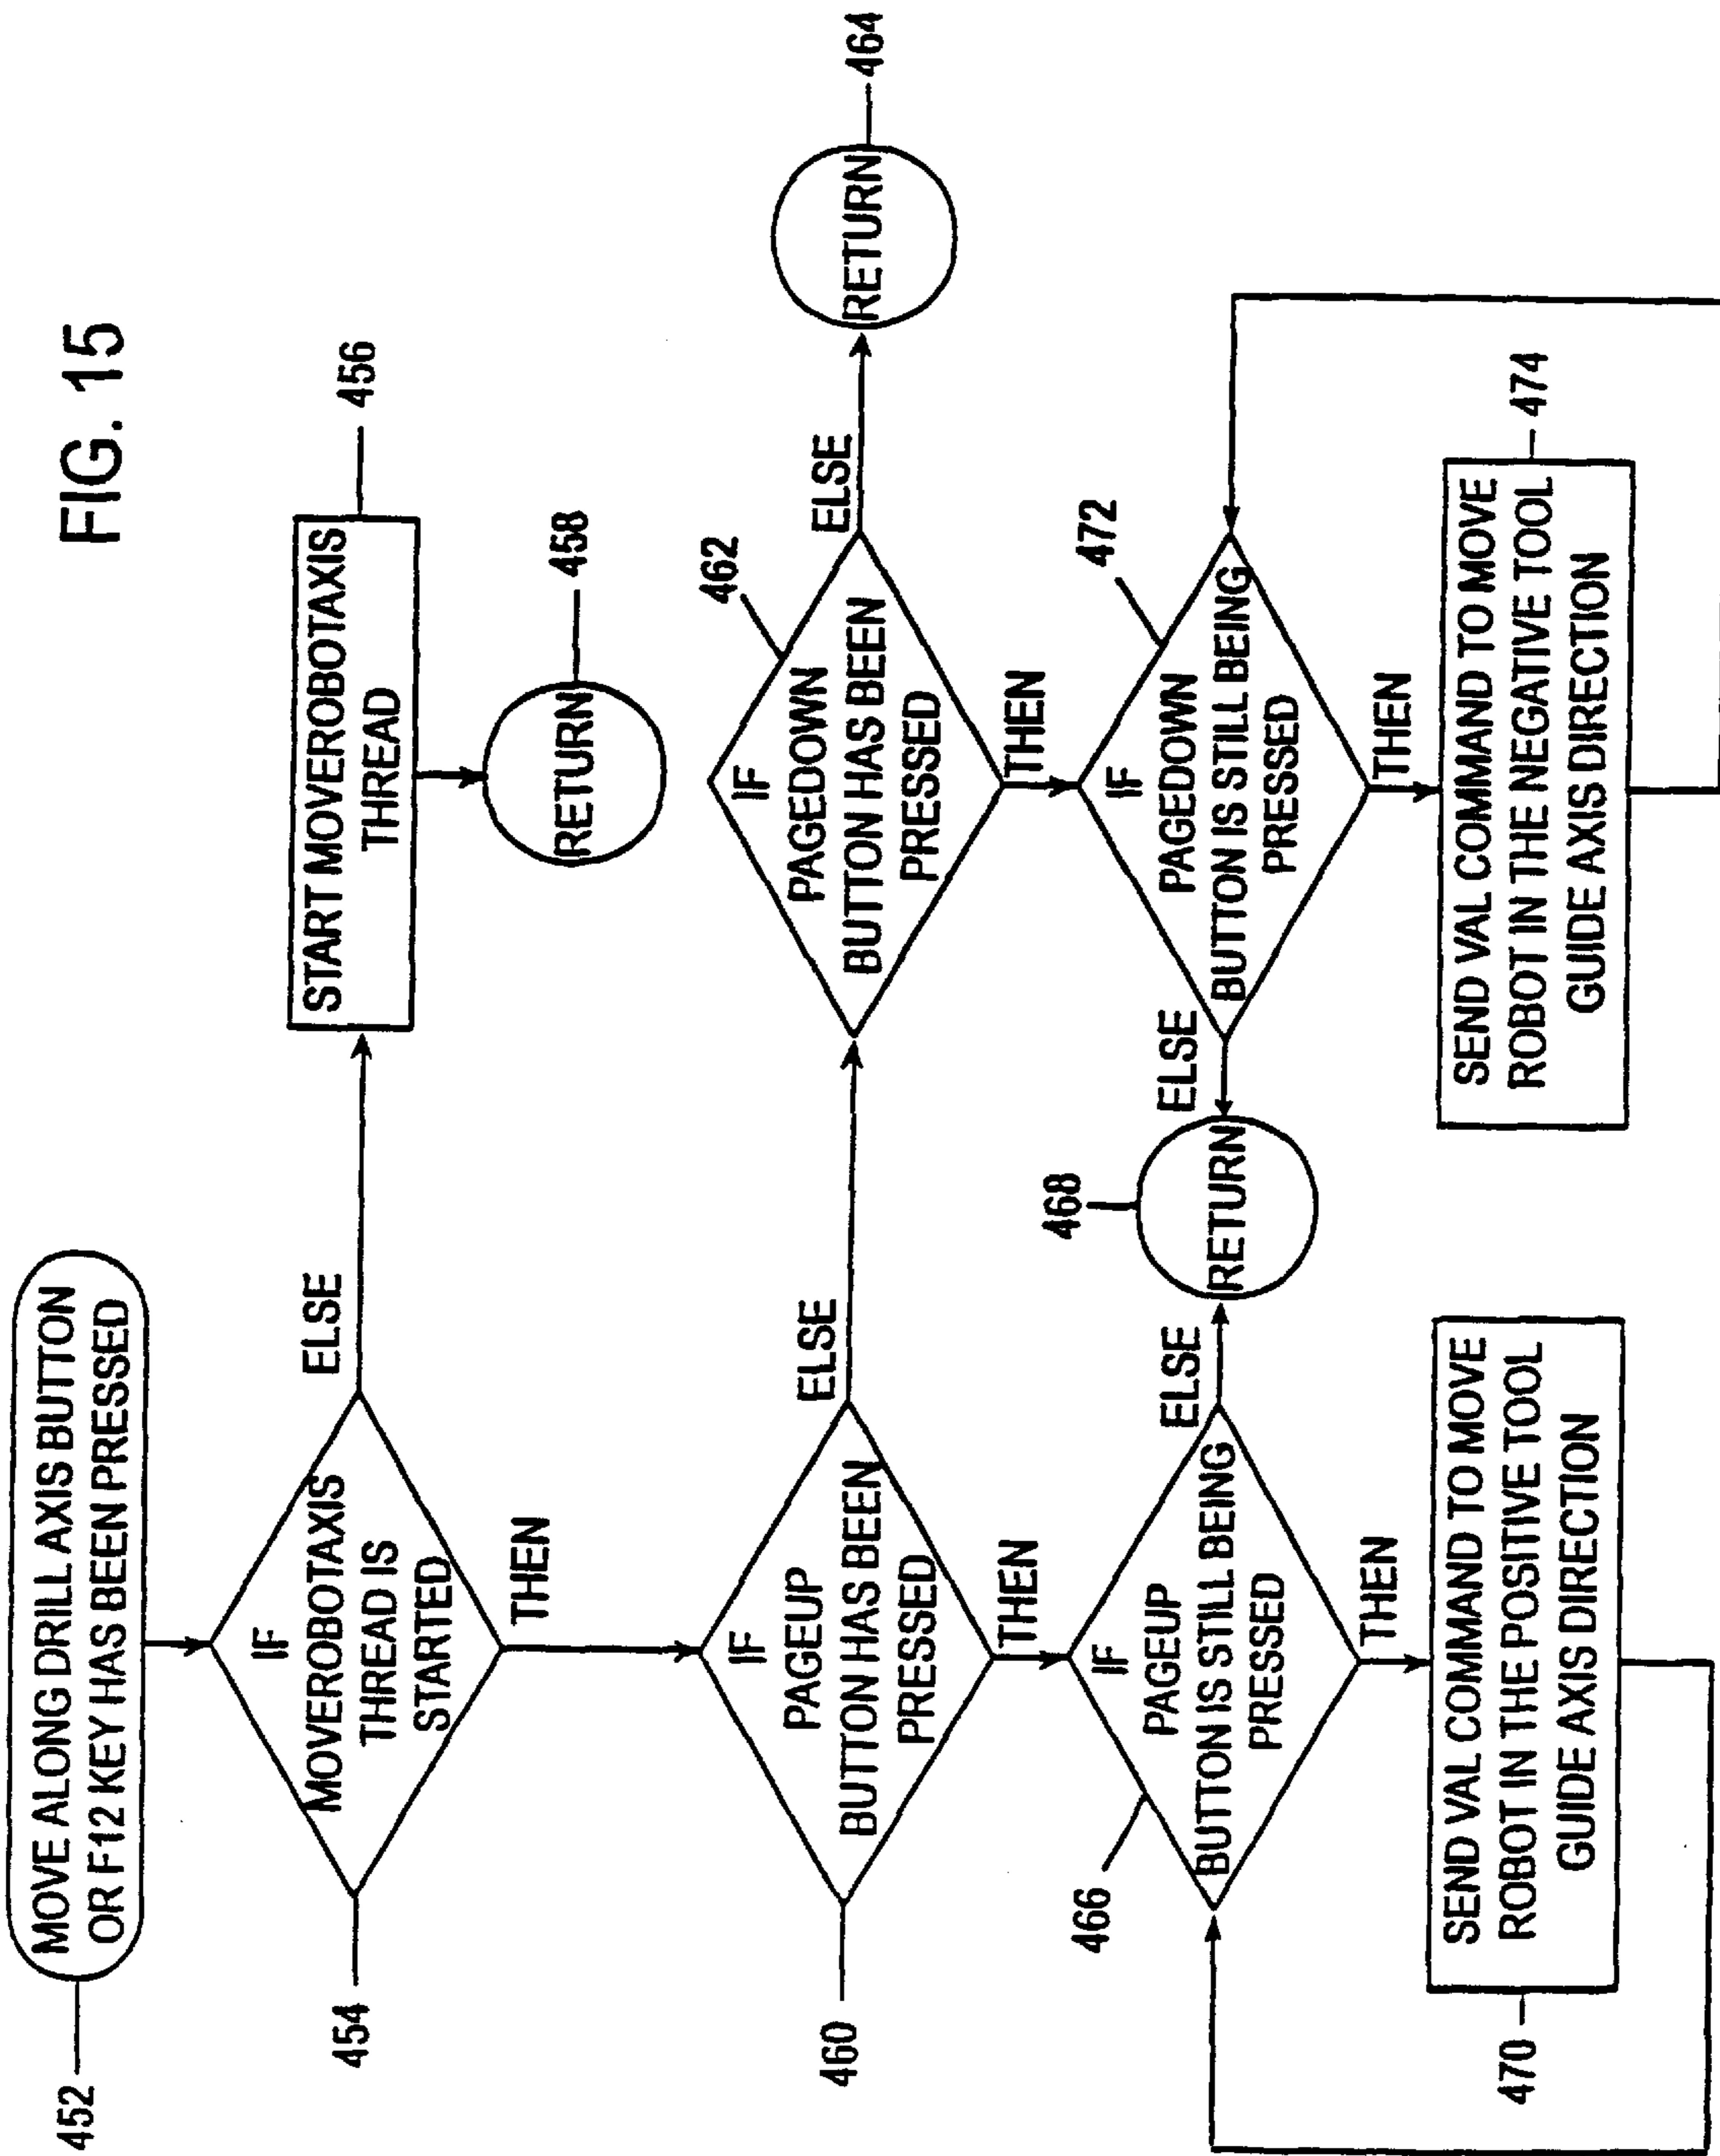 FIG. 15
452
MOVE ALONG DRILL AXIS BUTTON
OR F12 KEY HAS BEEN PRESSED
454
IF
MOVEROBOTAXIS
THREAD IS
STARTED
ELSE
THEN
START MOVEROBOTAXIS
THREAD
456
RETURN
458
460
IF
PAGEUP
BUTTON HAS BEEN
PRESSED
ELSE
THEN
IF
PAGEDOWN
BUTTON HAS BEEN
PRESSED
462
ELSE
THEN
RETURN
464
466
IF
PAGEUP
BUTTON IS STILL BEING
PRESSED
ELSE
THEN
468
RETURN
ELSE
IF
PAGEDOWN
BUTTON IS STILL BEING
PRESSED
472
THEN
470
SEND VAL COMMAND TO MOVE
ROBOT IN THE POSITIVE TOOL
GUIDE AXIS DIRECTION
SEND VAL COMMAND TO MOVE
ROBOT IN THE NEGATIVE TOOL
GUIDE AXIS DIRECTION
474